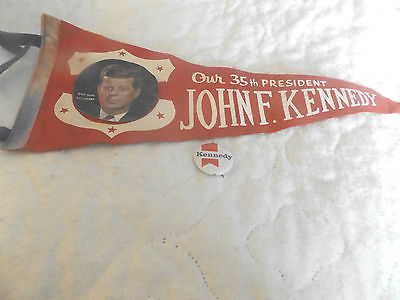 Our 35th PRESIDENT
JOHN F. KENNEDY
Kennedy